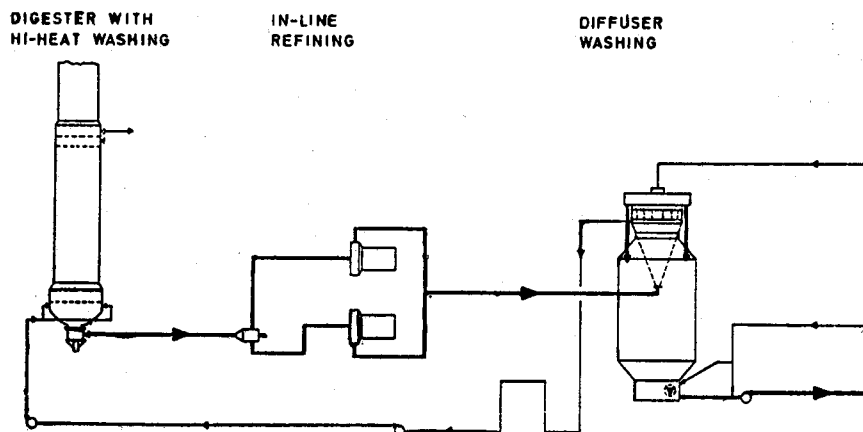 DIGESTER WITH
HI-HEAT WASHING
IN-LINE
REFINING
DIFFUSER
WASHING